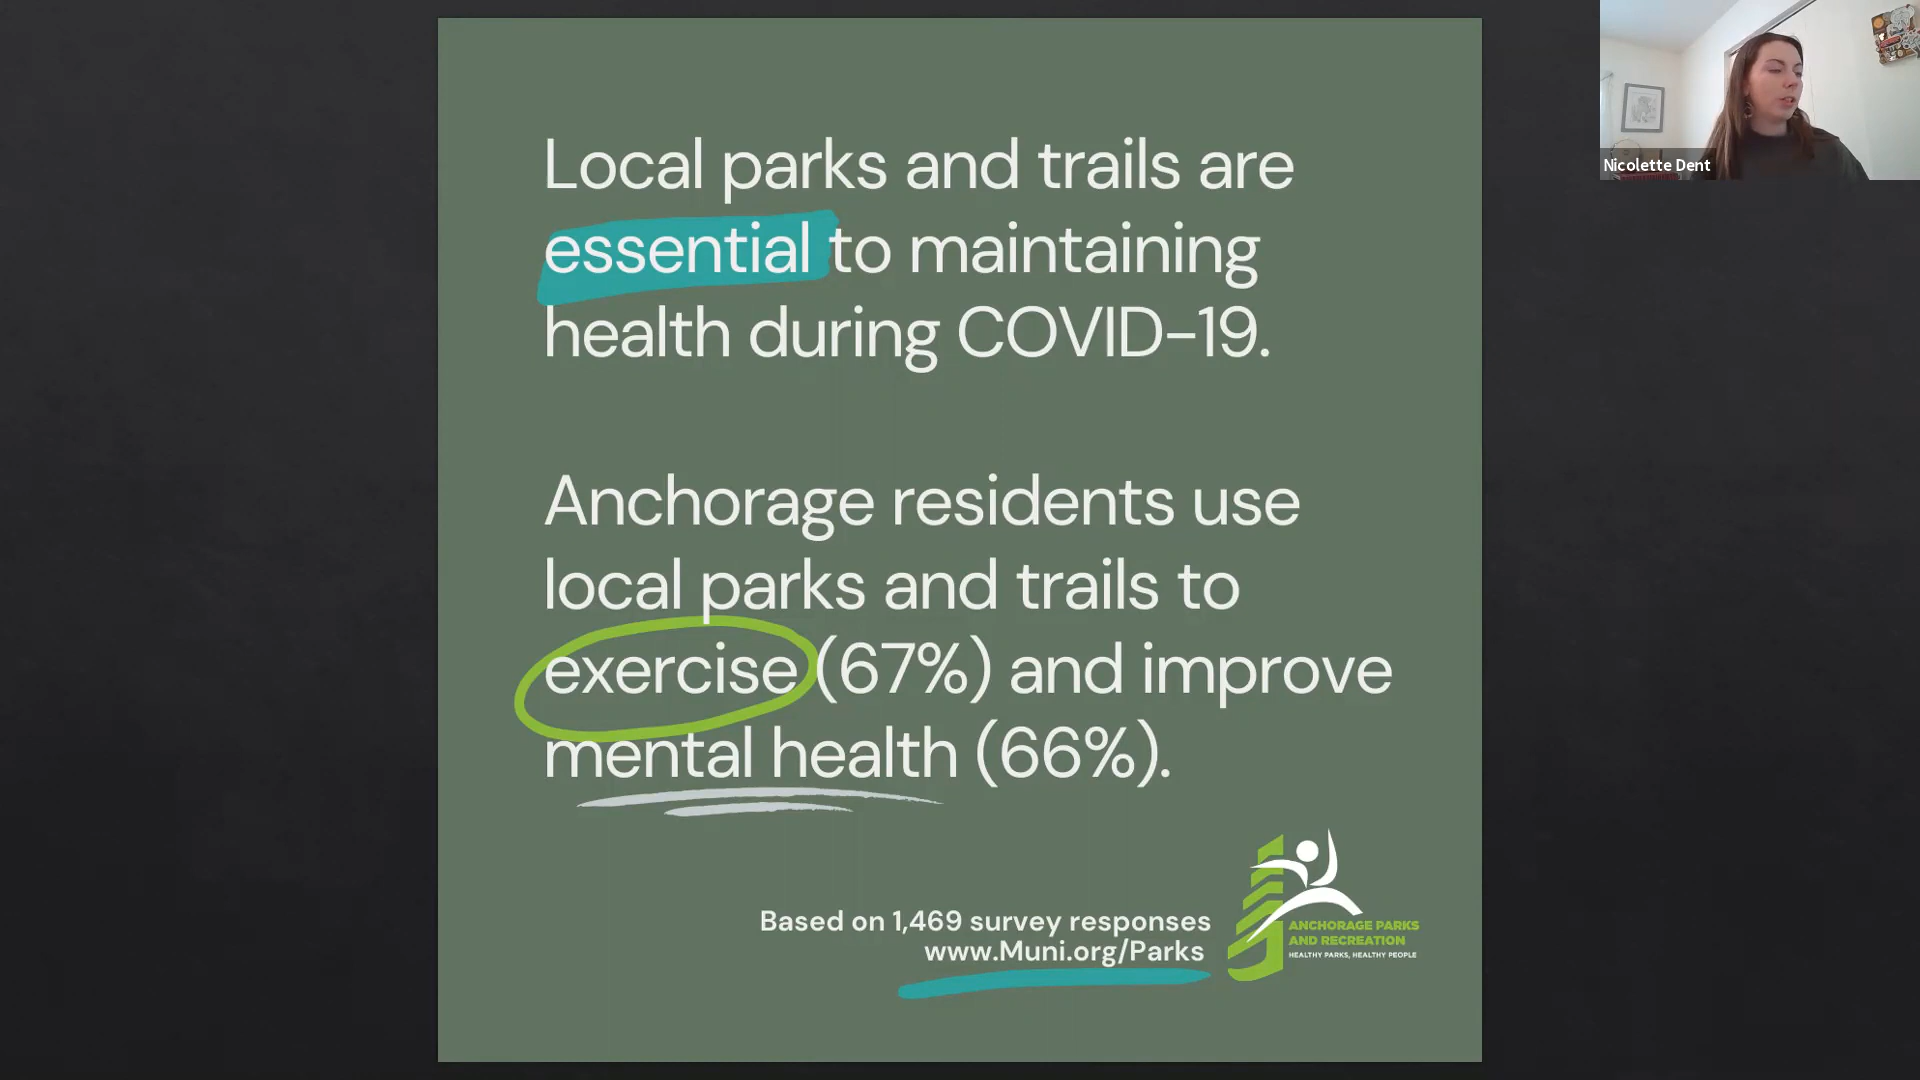 Local parks and trails are
essential to maintaining
health during COVID-19.
Anchorage residents use
local parks and trails to
exercise (67%) and improve
mental health (66%).
Based on 1,469 survey responses
www.Muni.org/Parks
ANCHORAGE PARKS
AND RECREATION
HEALTHY PARKS, HEALTHY PEOPLE
Nicolette Dent